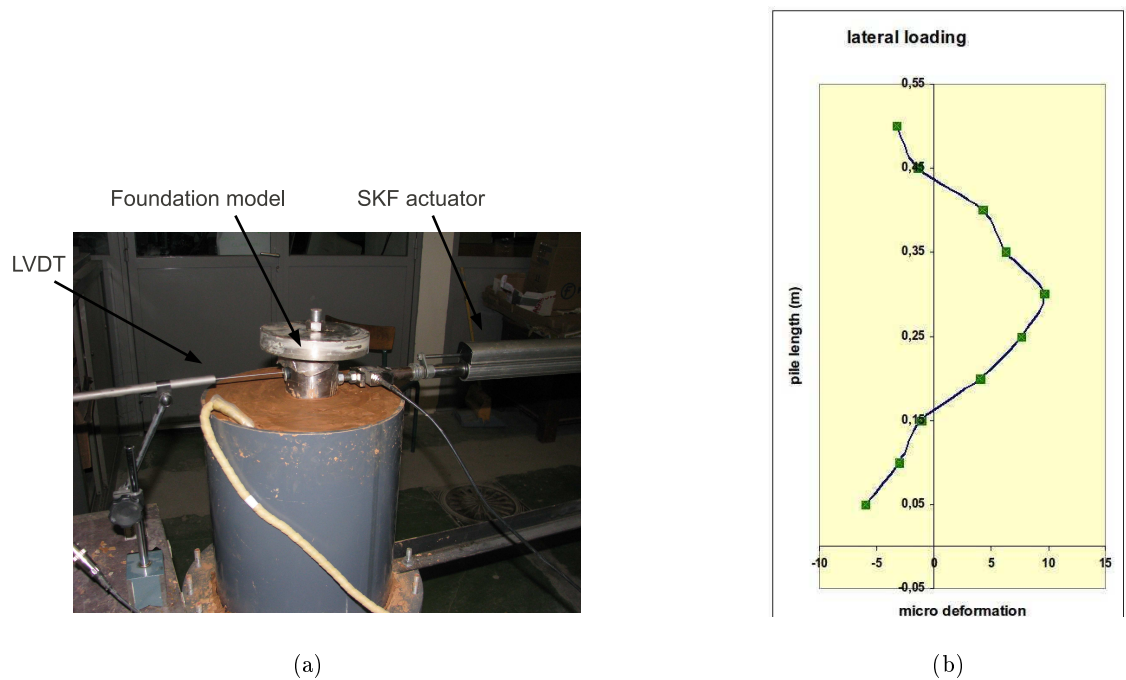 Foundation model
SKF actuator
LVDT
(a)
lateral loading
0,55
0,45
0,35
0,25
0,15
0,05
-0,05
-10 -5 0 5 10 15
pile length (m)
micro deformation
(b)